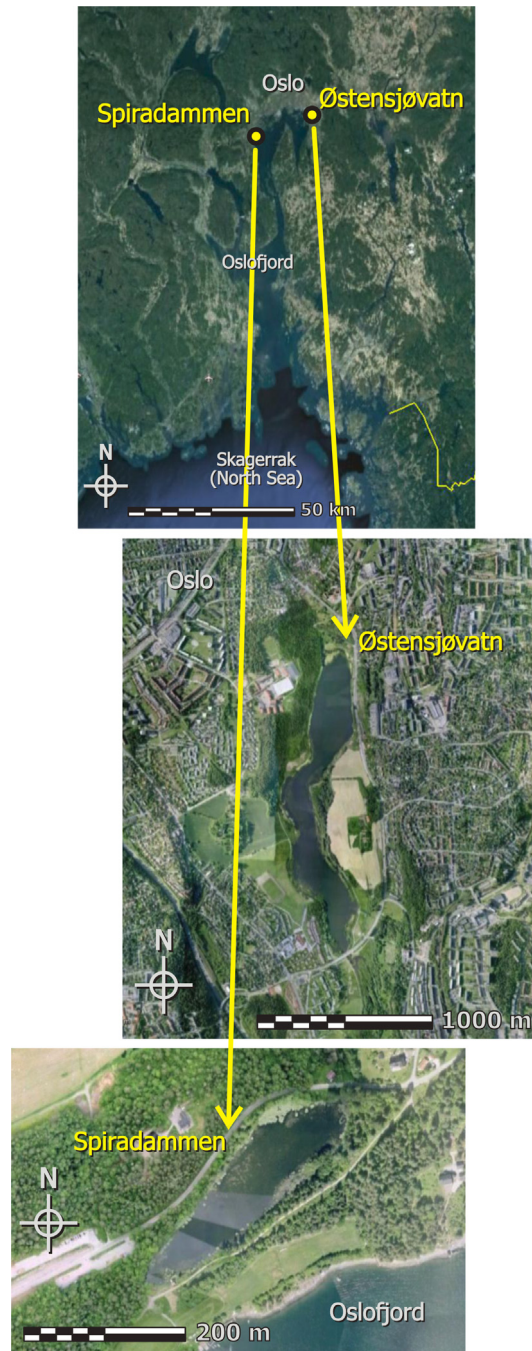 Oslo
Spiradammen
Østensjøvatn
Oslofjord
N
Skagerrak
(North Sea)
50 km
Oslo
Østensjøvatn
N
1000 m
Spiradammen
N
Oslofjord
200 m